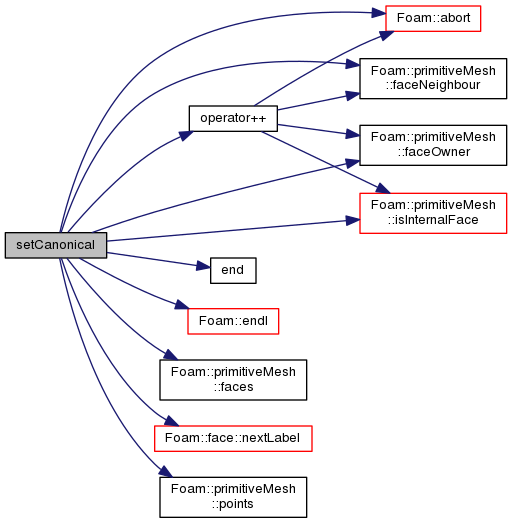 Foam::abort
Foam::primitiveMesh
::faceNeighbour
operator++
Foam::primitiveMesh
::faceOwner
Foam::primitiveMesh
::isInternalFace
setCanonical
end
Foam::endl
Foam::primitiveMesh
::faces
Foam::face::nextLabel
Foam::primitiveMesh
::points